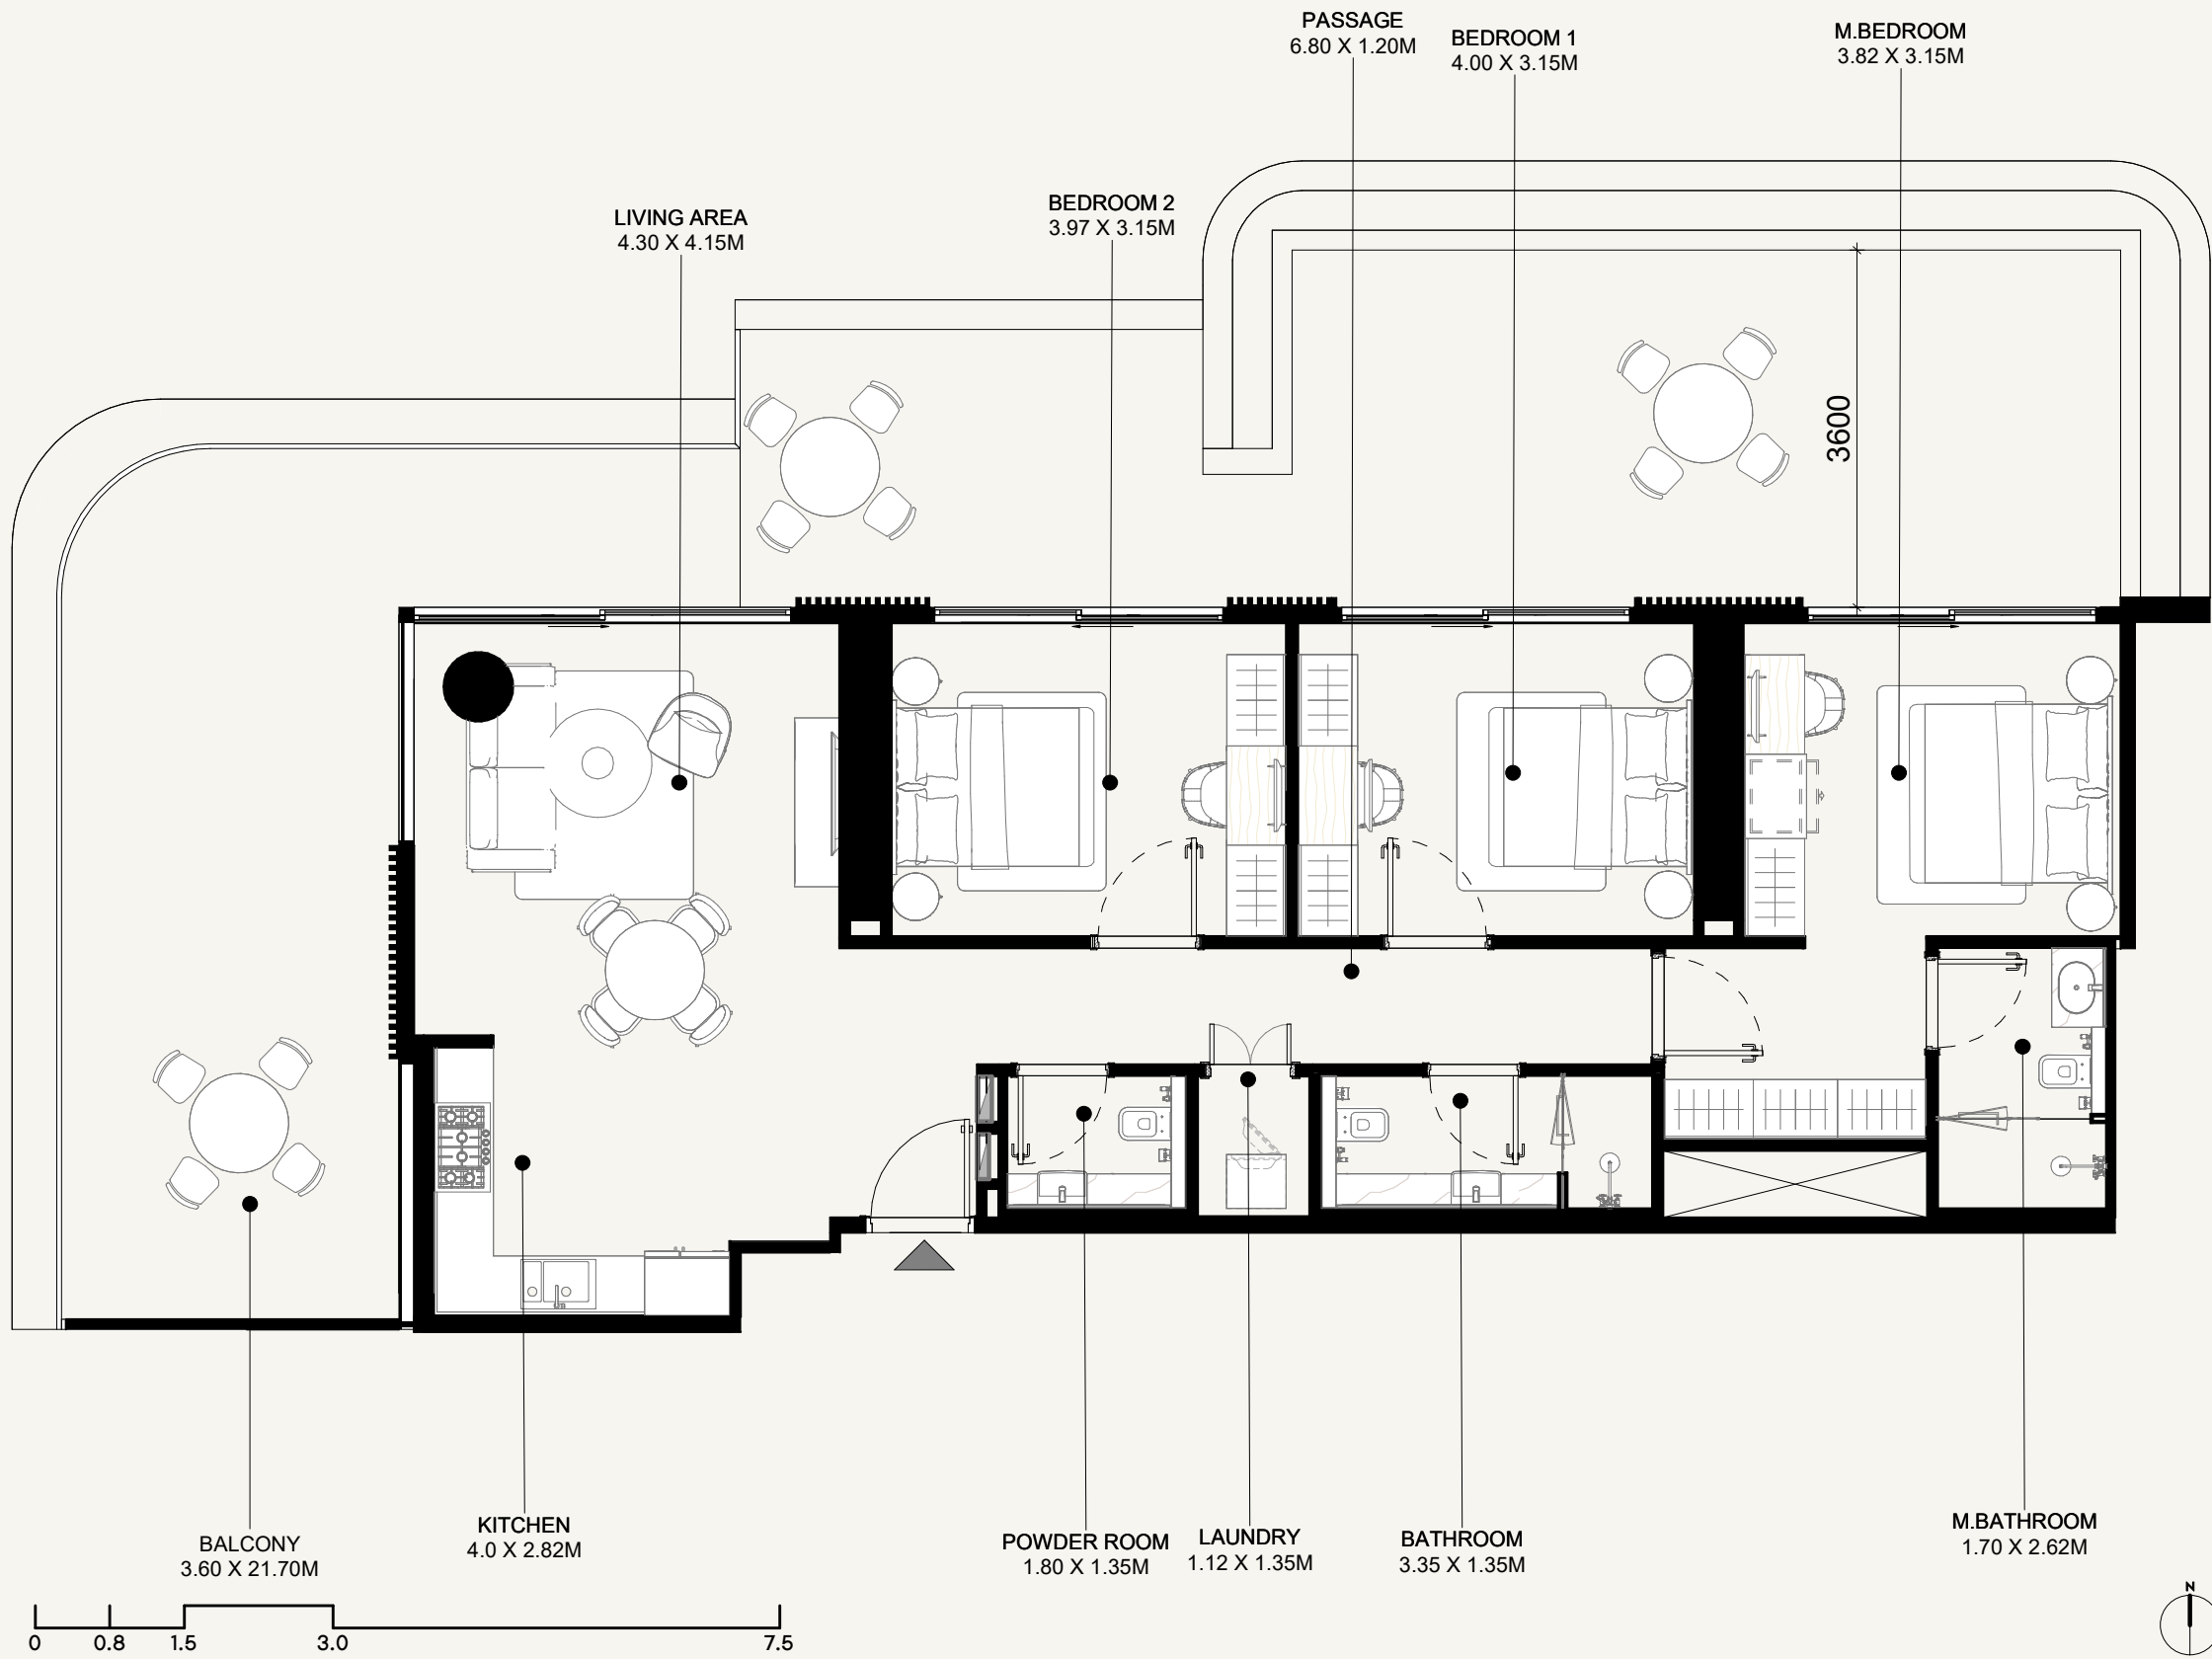 PASSAGE
6.80 X 1.20M
BEDROOM 1
4.00 X 3.15M
M.BEDROOM
3.82 X 3.15M
BEDROOM 2
3.97 X 3.15M
LIVING AREA
4.30 X 4.15M
3600
BALCONY
3.60 X 21.70M
KITCHEN
4.0 X 2.82M
POWDER ROOM
1.80 X 1.35M
LAUNDRY
1.12 X 1.35M
BATHROOM
3.35 X 1.35M
M.BATHROOM
1.70 X 2.62M
0 0.8 1.5 3.0 7.5
N